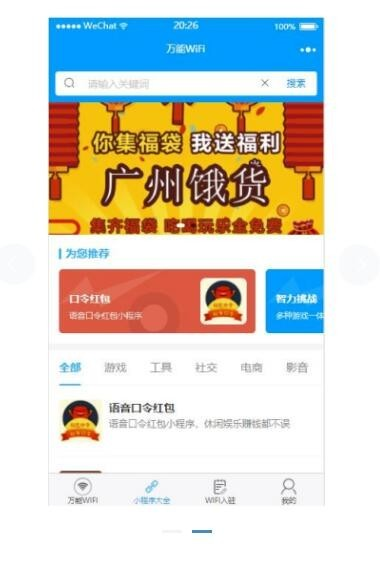 WeChat
20:26
100%
万能WiFi
请输入关键词
搜索
你集福袋 我送福利
广州饿货
集齐福袋 吃喝玩乐全免费
为您推荐
口令红包
语音口令红包小程序
智力挑战
多种游戏一体
全部 游戏 工具 社交 电商 影音
语音口令红包
语音口令红包小程序，休闲娱乐赚钱都不误
万能WIFI 小程序大全 WIFI入驻 我的